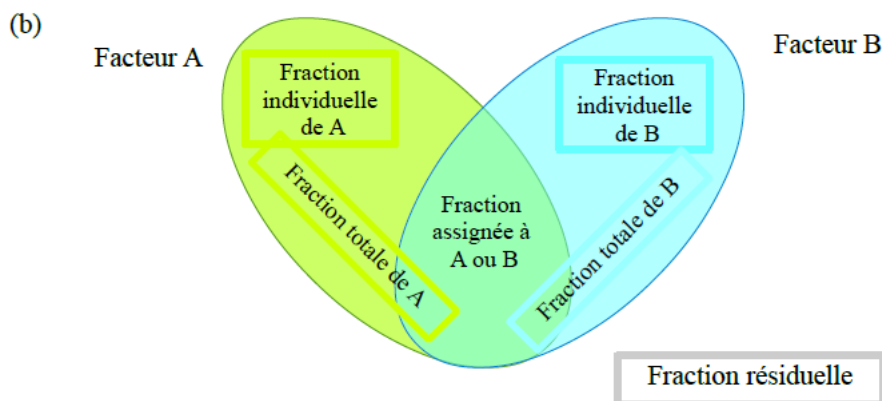 (b)
Facteur A
Facteur B
Fraction
individuelle
de A
Fraction
individuelle
de B
Fraction totale de A
Fraction
assignée à
A ou B
Fraction totale de B
Fraction résiduelle